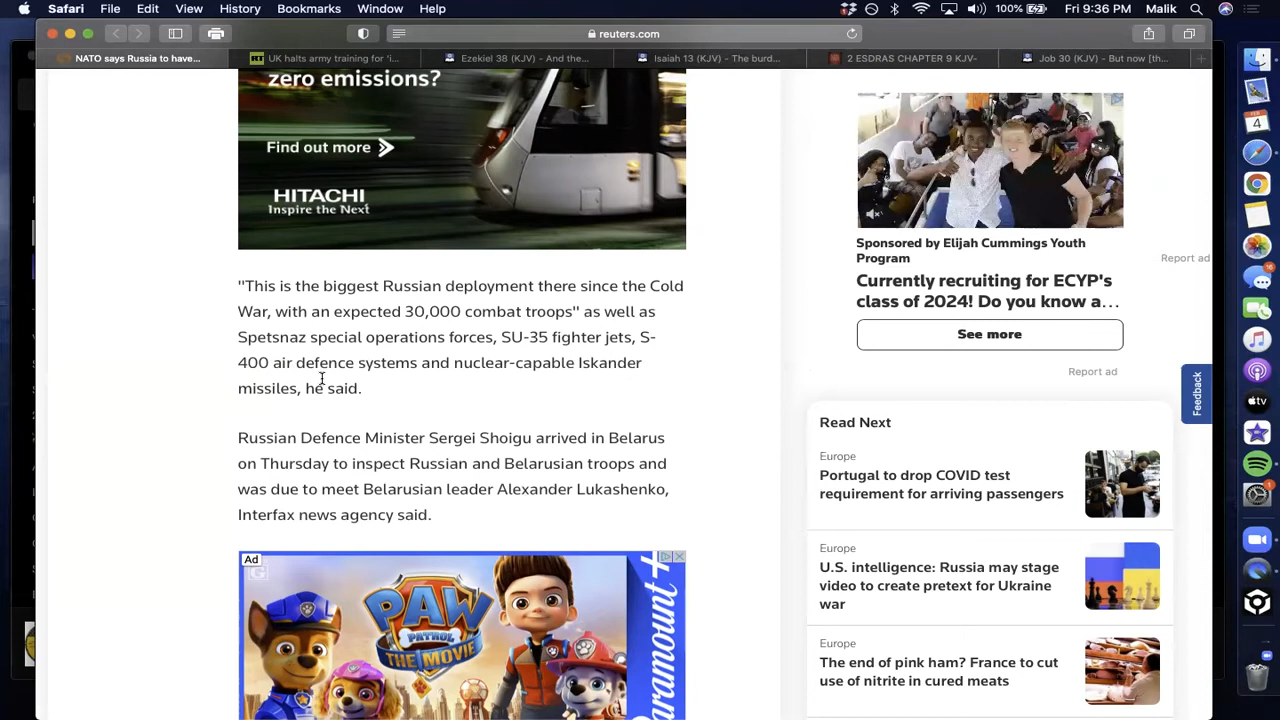 Safari File Edit View History Bookmarks Window Help 100% Fri 9:36 PM Malik
reuters.com
NATO says Russia to have...
RT UK halts army training for 'i...
Ezekiel 38 (KJV) - And the...
Isaiah 13 (KJV) - The burd...
2 ESDRAS CHAPTER 9 KJV-
Job 30 (KJV) - But now [th...
zero emissions?
Find out more
HITACHI
Inspire the Next
"This is the biggest Russian deployment there since the Cold
War, with an expected 30,000 combat troops" as well as
Spetsnaz special operations forces, SU-35 fighter jets, S-
400 air defence systems and nuclear-capable Iskander
missiles, he said.
Russian Defence Minister Sergei Shoigu arrived in Belarus
on Thursday to inspect Russian and Belarusian troops and
was due to meet Belarusian leader Alexander Lukashenko,
Interfax news agency said.
Ad
G
PAW
PATROL
THE MOVIE
Paramount+
Sponsored by Elijah Cummings Youth
Program
Report ad
Currently recruiting for ECYP's
class of 2024! Do you know a...
See more
Report ad
Feedback
Read Next
Europe
Portugal to drop COVID test
requirement for arriving passengers
Europe
U.S. intelligence: Russia may stage
video to create pretext for Ukraine
war
Europe
The end of pink ham? France to cut
use of nitrite in cured meats
FEB
4
16
tv
1